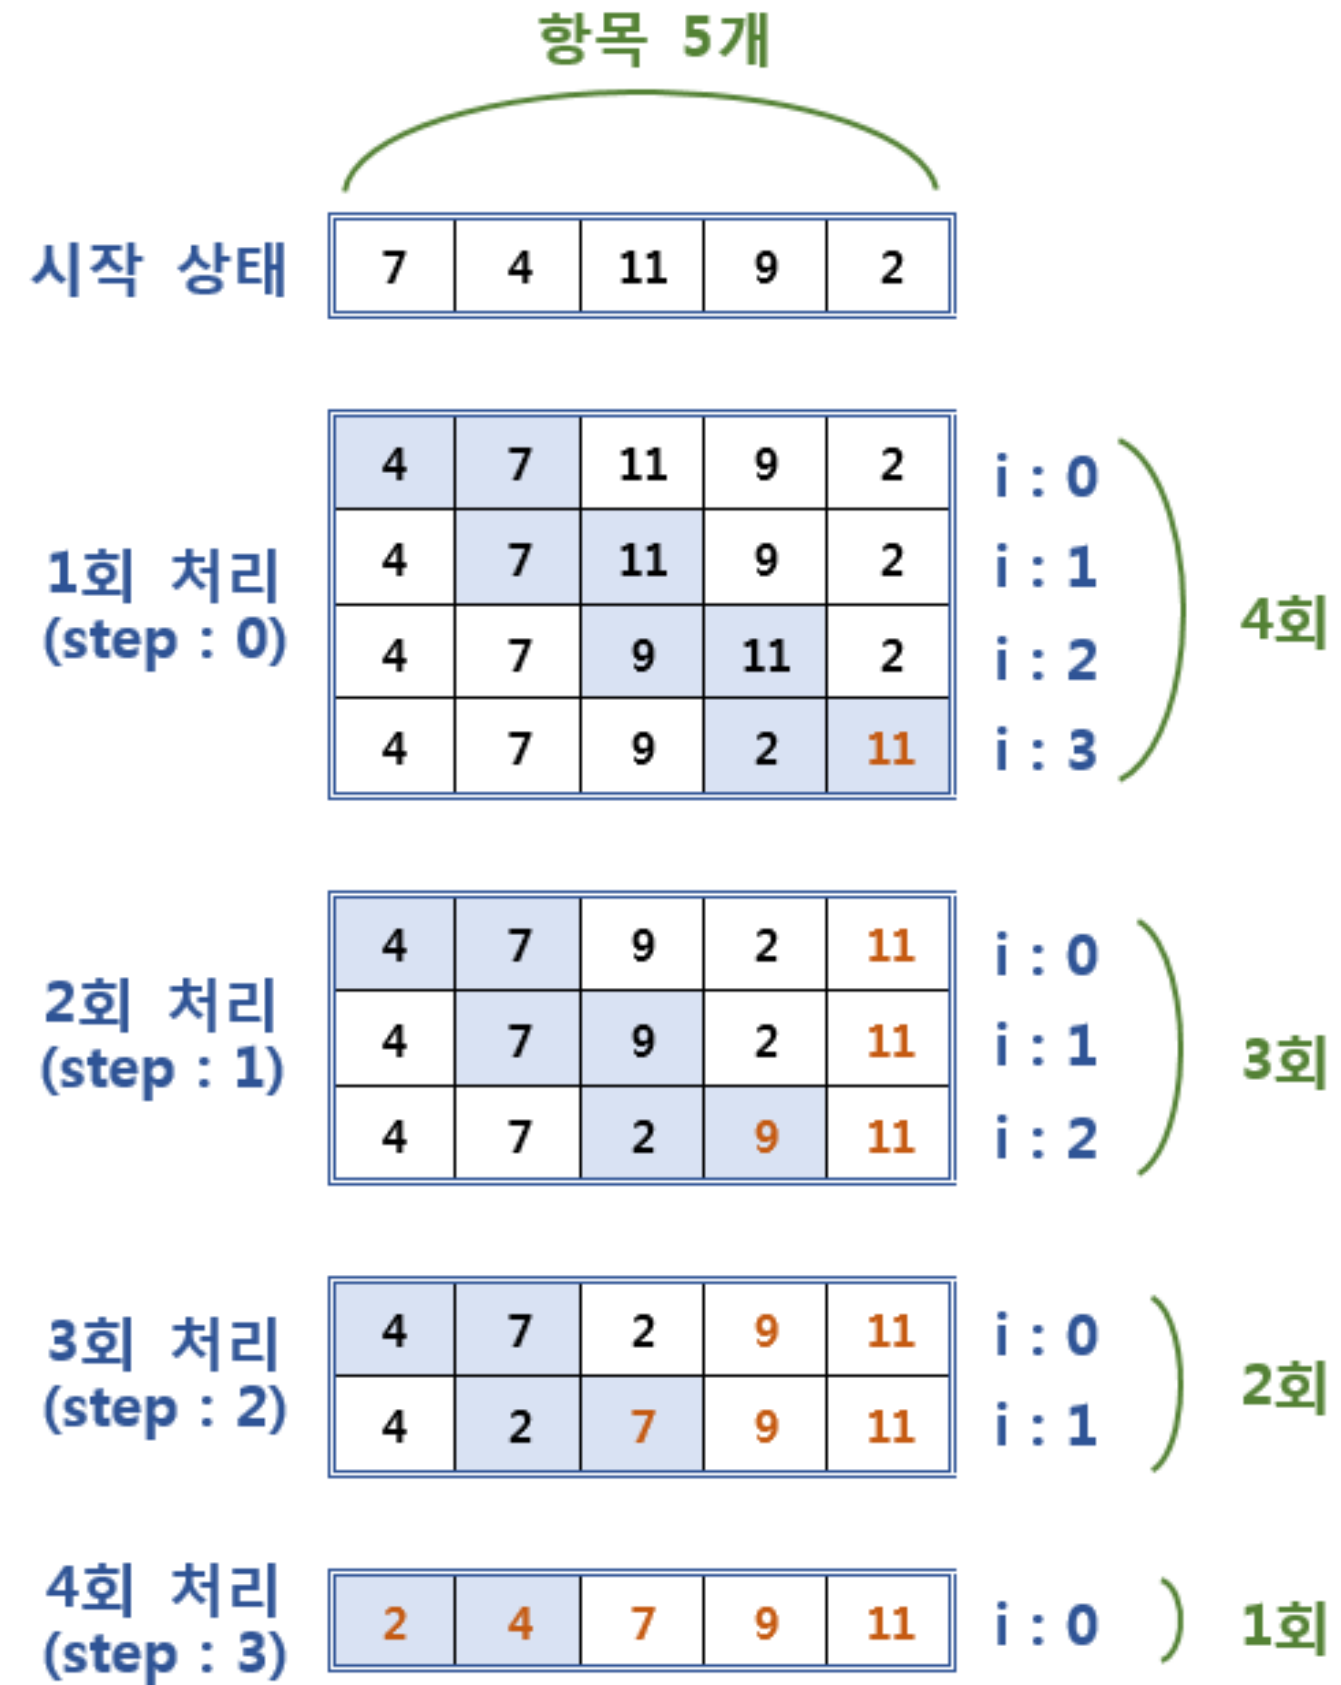 항목 5개
시작 상태 7 4 11 9 2
4 7 11 9 2 i : 0
4 7 11 9 2 i : 1
1회 처리
(step : 0)
4회
4 7 9 11 2 i : 2
4 7 9 2 11 i : 3
4 7 9 2 11 i : 0
2회 처리
(step : 1)
4 7 9 2 11 i : 1
3회
4 7 2 9 11 i : 2
3회 처리
(step : 2)
4 7 2 9 11 i : 0
2회
4 2 7 9 11 i : 1
4회 처리
(step : 3)
2 4 7 9 11 i : 0 1회